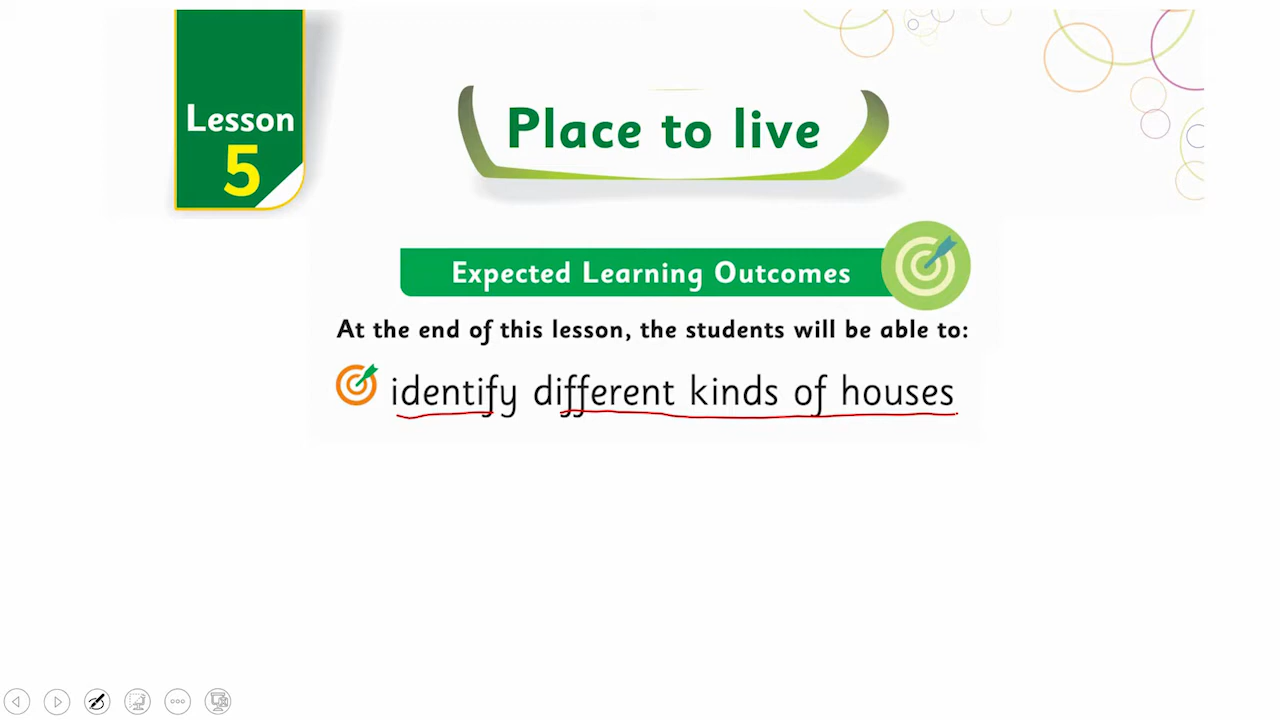 Lesson
5
Place to live
Expected Learning Outcomes
At the end of this lesson, the students will be able to:
identify different kinds of houses